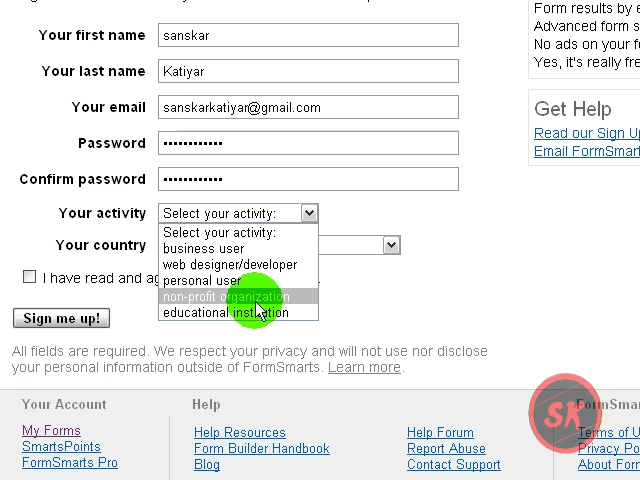 Form results by e
Your first name sanskar
Advanced form s
No ads on your fo
Yes, it's really fre
Your last name Katiyar
Your email sanskarkatiyar@gmail.com
Get Help
Password ••••••••••••
Read our Sign Up
Email FormSmart
Confirm password ••••••••••••
Your activity Select your activity:
Select your activity:
Your country
business user
web designer/developer
I have read and ag
personal user
non-profit organization
educational institution
Sign me up!
All fields are required. We respect your privacy and will not use nor disclose
your personal information outside of FormSmarts. Learn more.
Your Account Help FormSmar
My Forms Help Resources Help Forum Terms of U
SmartsPoints Form Builder Handbook Report Abuse Privacy Po
FormSmarts Pro Blog Contact Support About Form
SK